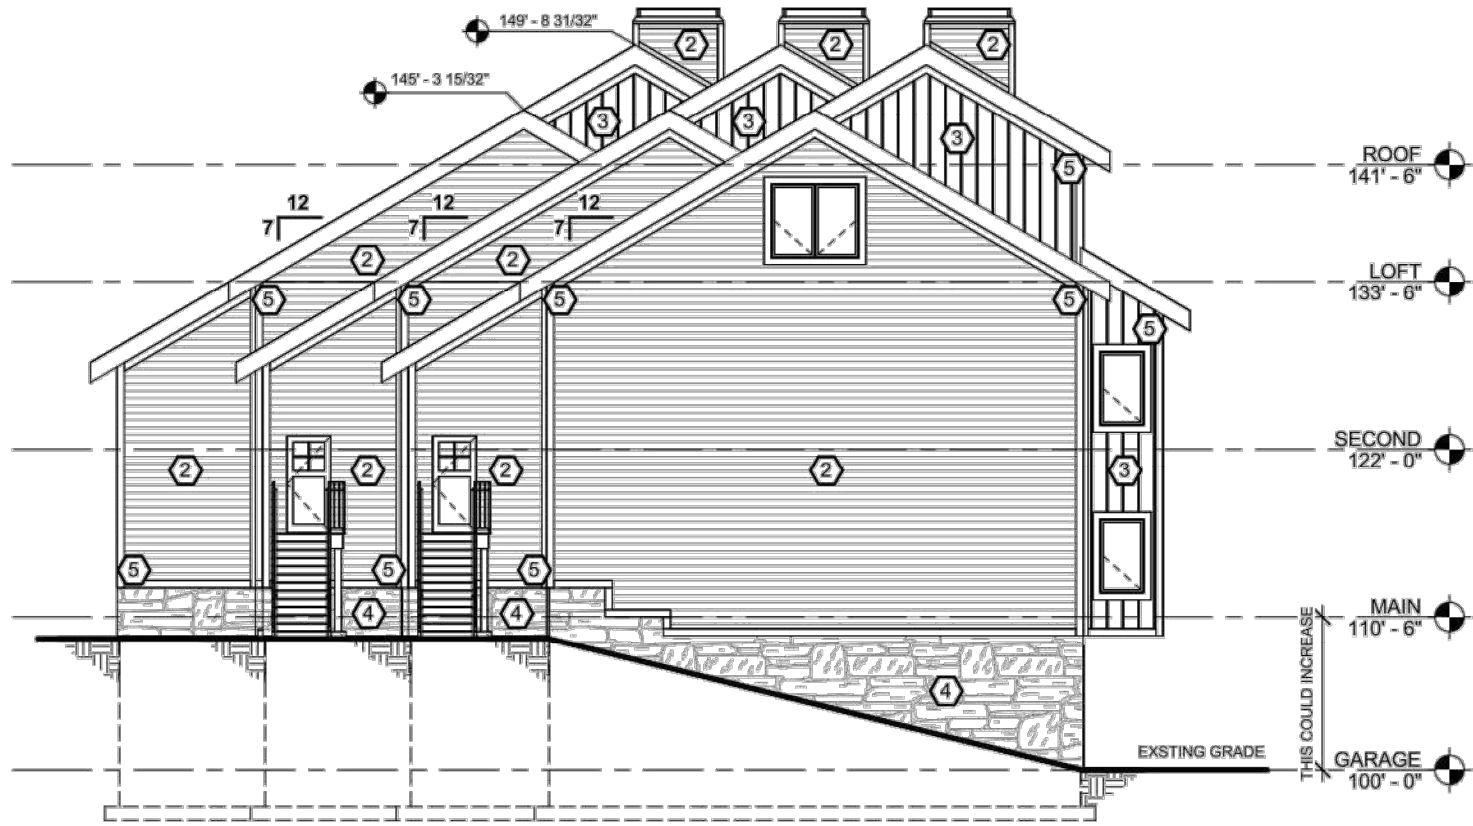 149' - 8 31/32"
2
2
2
145' - 3 15/32"
3
3
3
ROOF
141' - 6"
5
12
7
12
7
12
7
2
2
LOFT
133' - 6"
5
5
5
5
5
SECOND
122' - 0"
2
2
2
2
3
5
5
5
4
4
MAIN
110' - 6"
4
THIS COULD INCREASE
EXSTING GRADE
GARAGE
100' - 0"